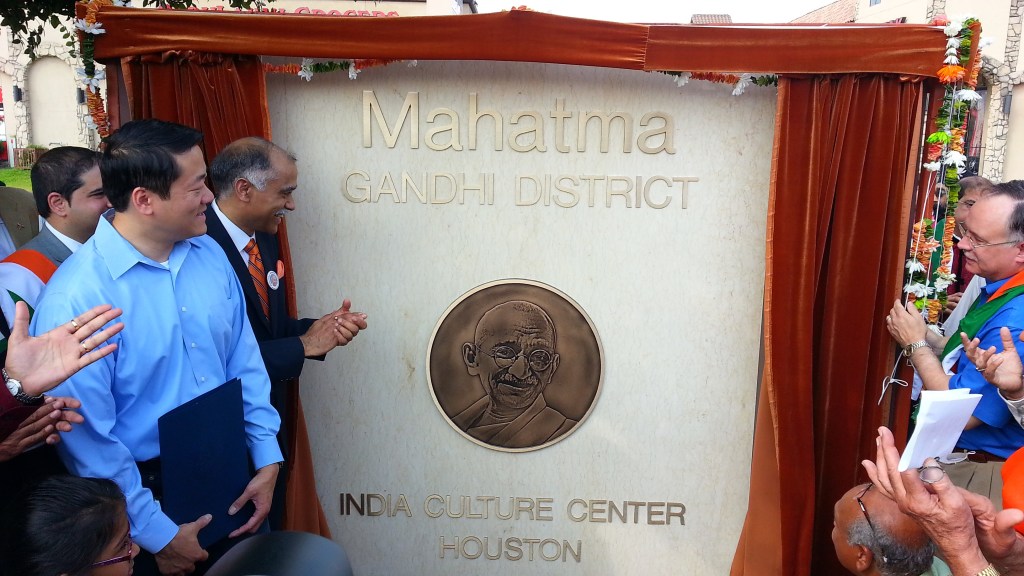 Mahatma
GANDHI DISTRICT
INDIA CULTURE CENTER
HOUSTON